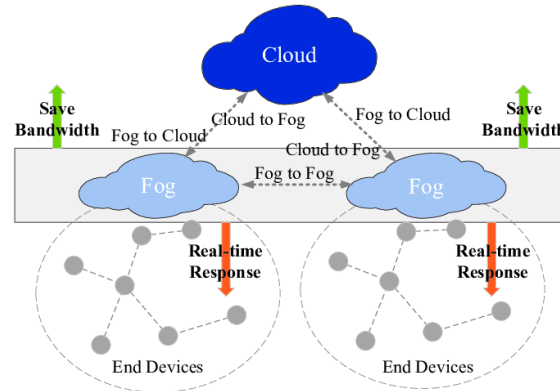 Cloud
Save
Bandwidth
Save
Bandwidth
Fog to Cloud
Cloud to Fog
Fog to Cloud
Cloud to Fog
Fog
Fog to Fog
Fog
Real-time
Response
Real-time
Response
End Devices
End Devices